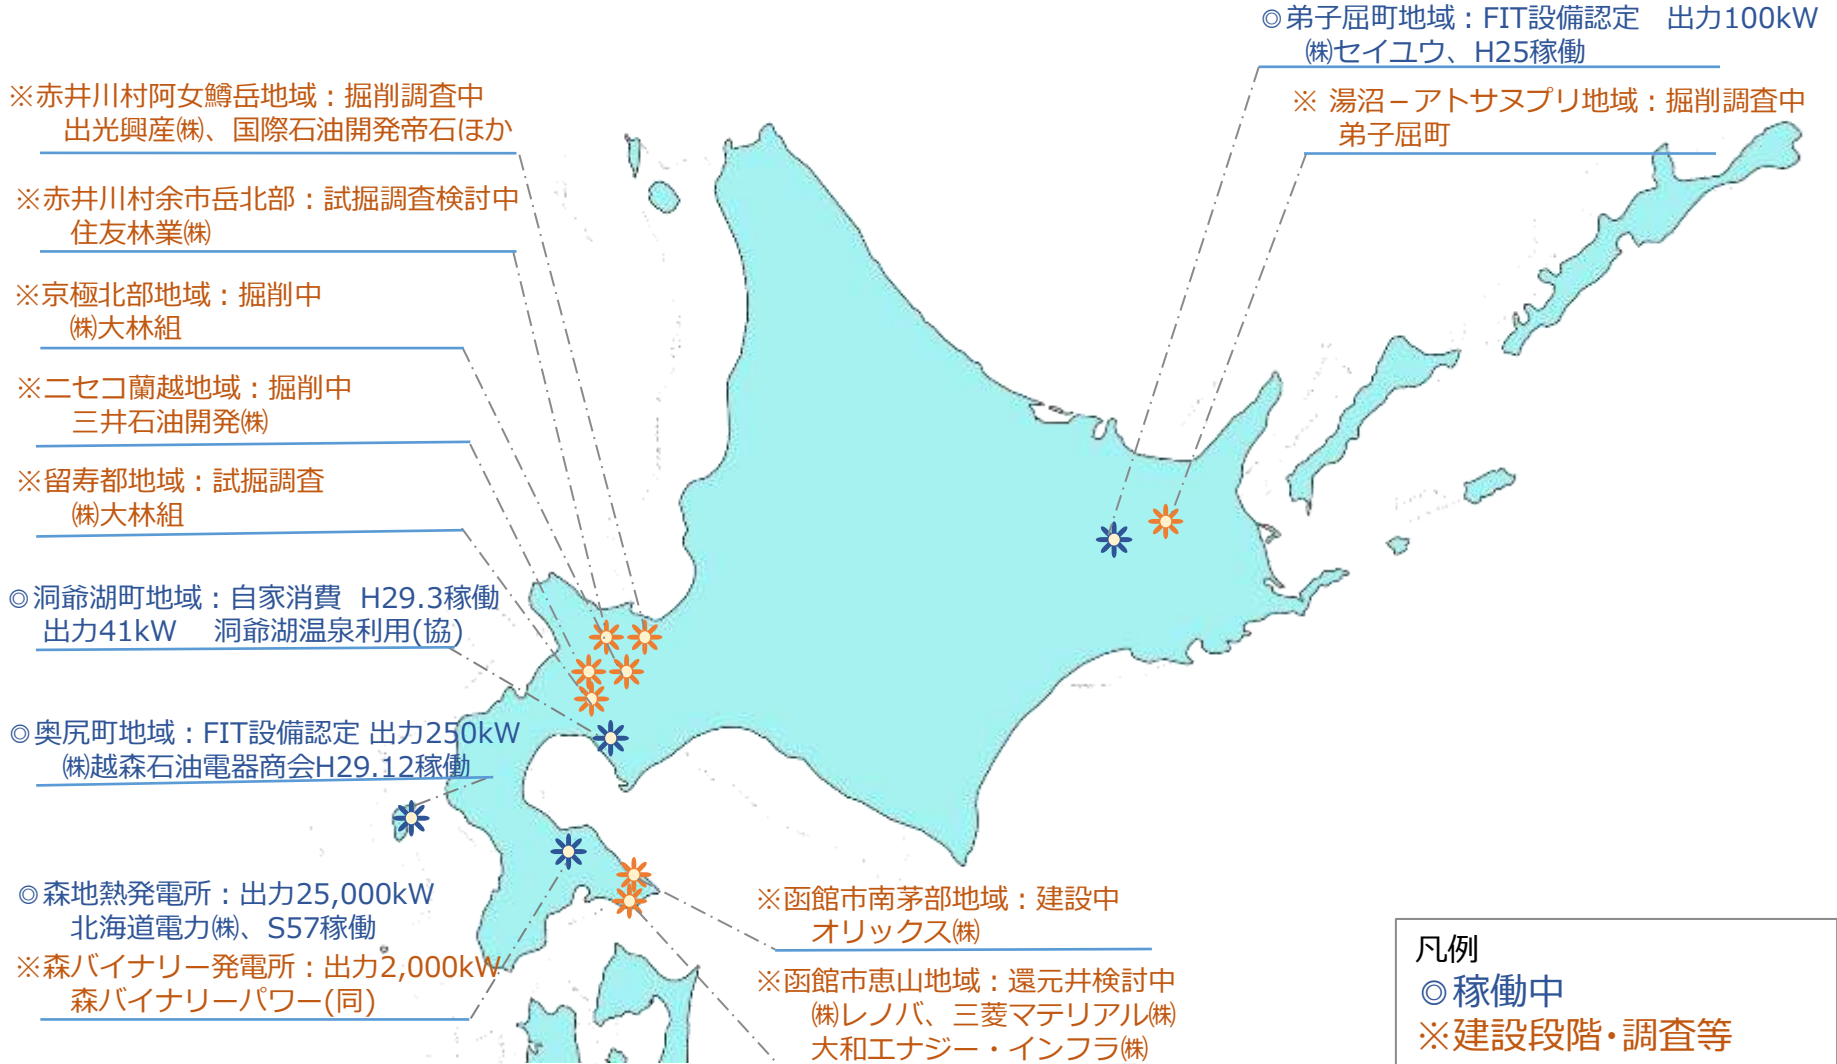 ◎弟子屈町地域：FIT設備認定　出力100kW
㈱セイユウ、H25稼働
※ 湯沼－アトサヌプリ地域：掘削調査中
弟子屈町
※赤井川村阿女鱒岳地域：掘削調査中
出光興産㈱、国際石油開発帝石ほか
※赤井川村余市岳北部：試掘調査検討中
住友林業㈱
※京極北部地域：掘削中
㈱大林組
※ニセコ蘭越地域：掘削中
三井石油開発㈱
※留寿都地域：試掘調査
㈱大林組
◎洞爺湖町地域：自家消費 H29.3稼働
出力41kW　洞爺湖温泉利用(協)
◎奥尻町地域：FIT設備認定 出力250kW
㈱越森石油電器商会H29.12稼働
◎森地熱発電所：出力25,000kW
北海道電力㈱、S57稼働
※森バイナリー発電所：出力2,000kW
森バイナリーパワー(同)
※函館市南茅部地域：建設中
オリックス㈱
※函館市恵山地域：還元井検討中
㈱レノバ、三菱マテリアル㈱
大和エナジー・インフラ㈱
凡例
◎稼働中
※建設段階・調査等